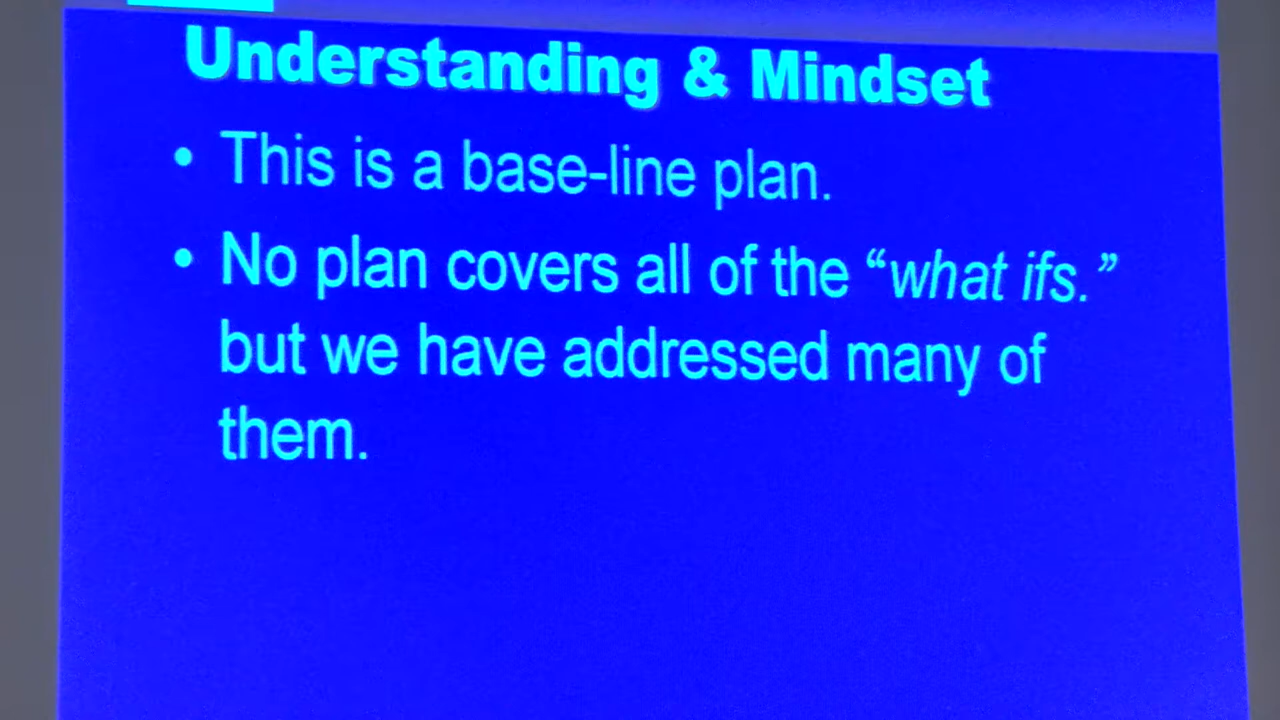 Understanding & Mindset
• This is a base-line plan.
• No plan covers all of the “what ifs.”
but we have addressed many of
them.